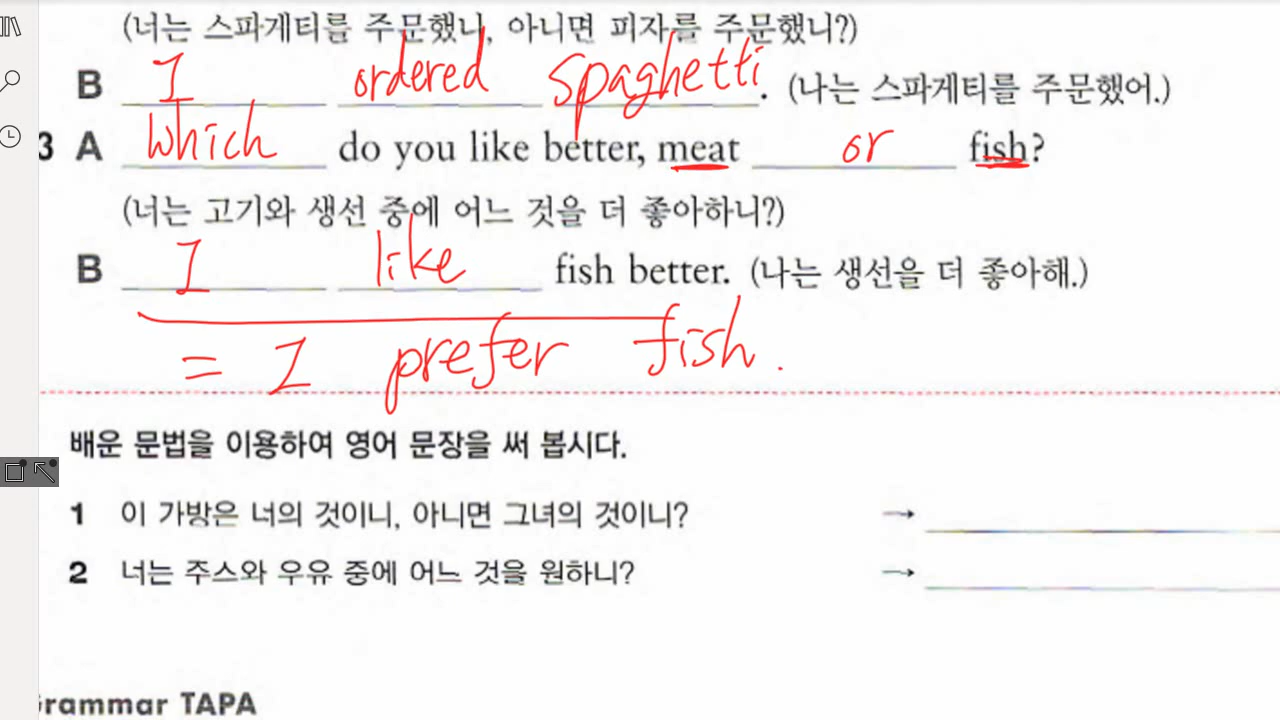 (너는 스파게티를 주문했니, 아니면 피자를 주문했니?)
B I ordered spaghetti. (나는 스파게티를 주문했어.)
3 A which do you like better, meat or fish?
(너는 고기와 생선 중에 어느 것을 더 좋아하니?)
B I like fish better. (나는 생선을 더 좋아해.)
= I prefer fish.
배운 문법을 이용하여 영어 문장을 써 봅시다.
1 이 가방은 너의 것이니, 아니면 그녀의 것이니? →
2 너는 주스와 우유 중에 어느 것을 원하니? →
Grammar TAPA